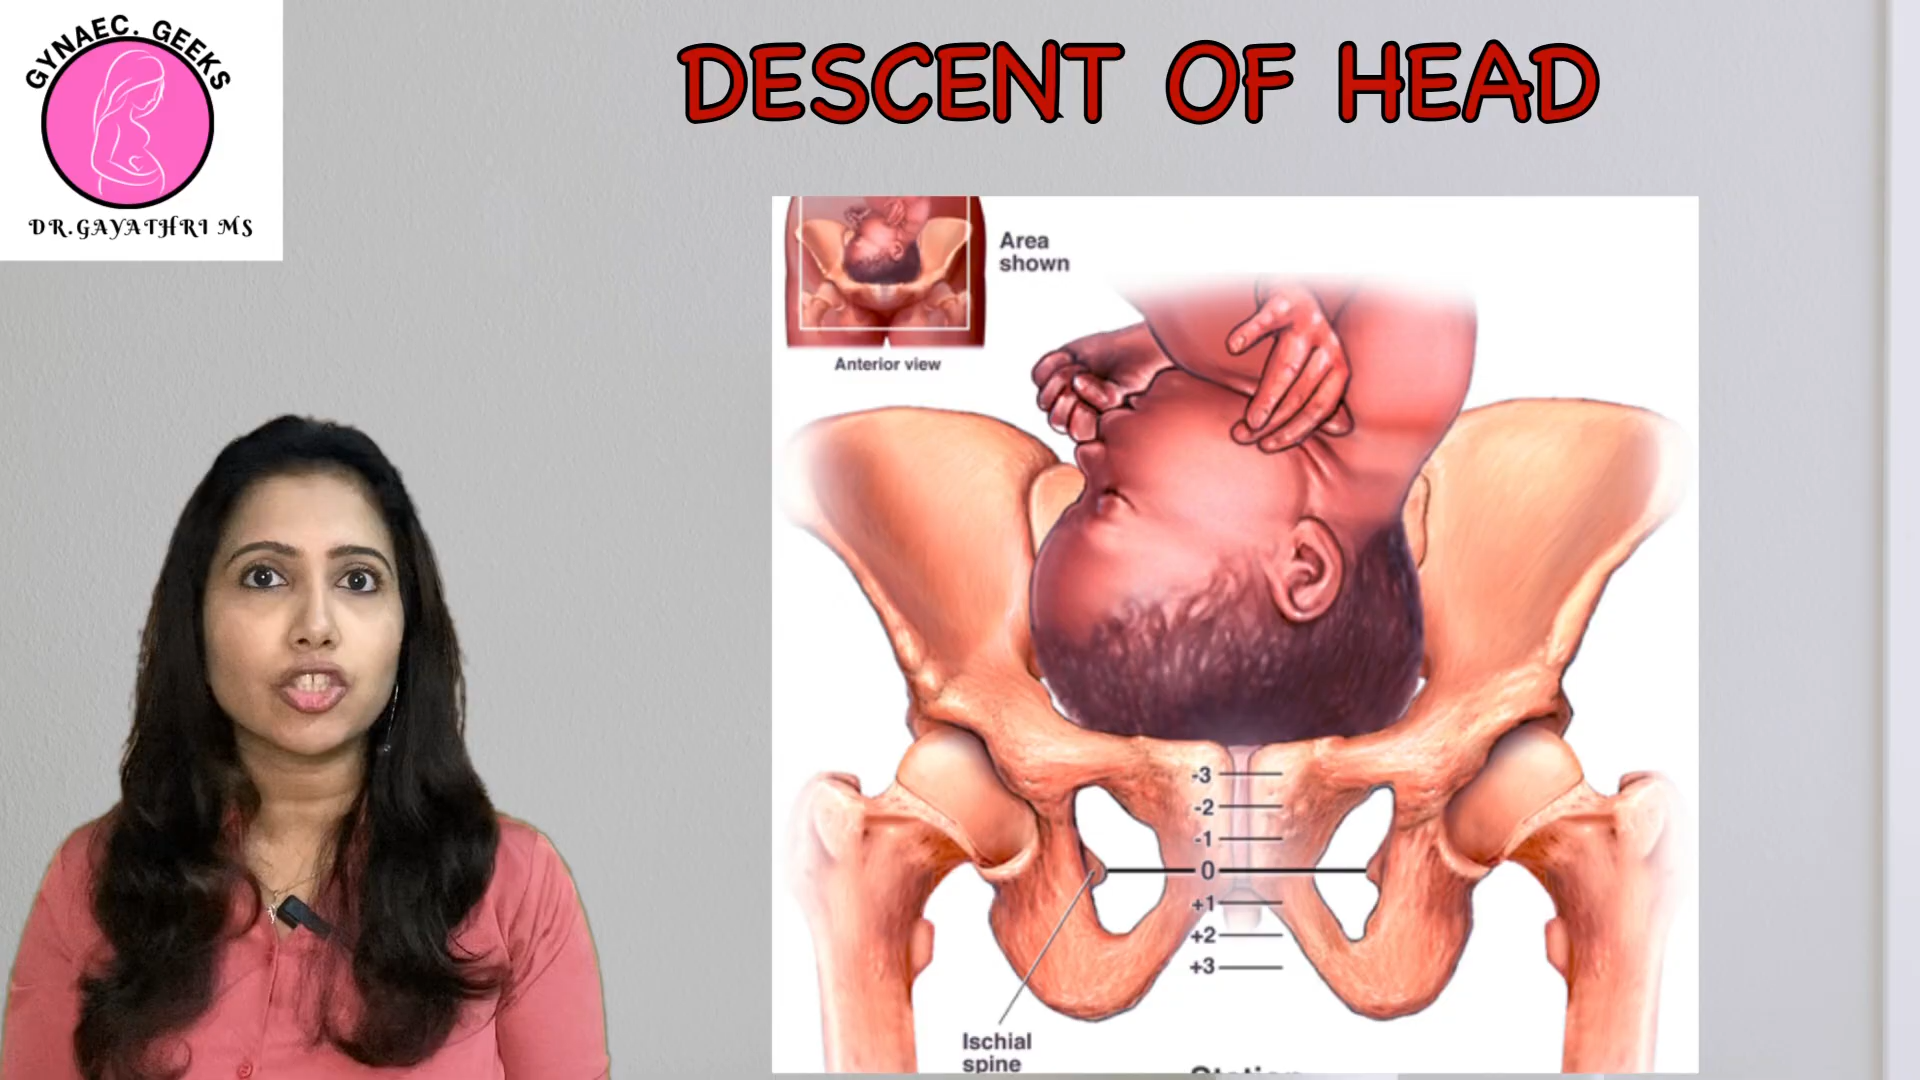 GYNAEC. GEEKS
DR.GAYATHRI MS
DESCENT OF HEAD
Area
shown
Anterior view
-3
-2
-1
0
+1
+2
+3
Ischial
spine